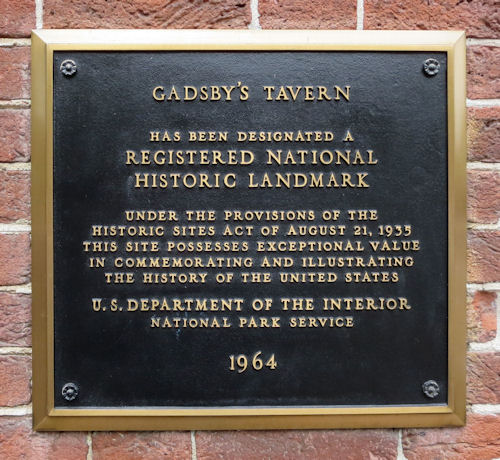 GADSBY'S TAVERN
HAS BEEN DESIGNATED A
REGISTERED NATIONAL
HISTORIC LANDMARK
UNDER THE PROVISIONS OF THE
HISTORIC SITES ACT OF AUGUST 21, 1935
THIS SITE POSSESSES EXCEPTIONAL VALUE
IN COMMEMORATING AND ILLUSTRATING
THE HISTORY OF THE UNITED STATES
U. S. DEPARTMENT OF THE INTERIOR
NATIONAL PARK SERVICE
1964